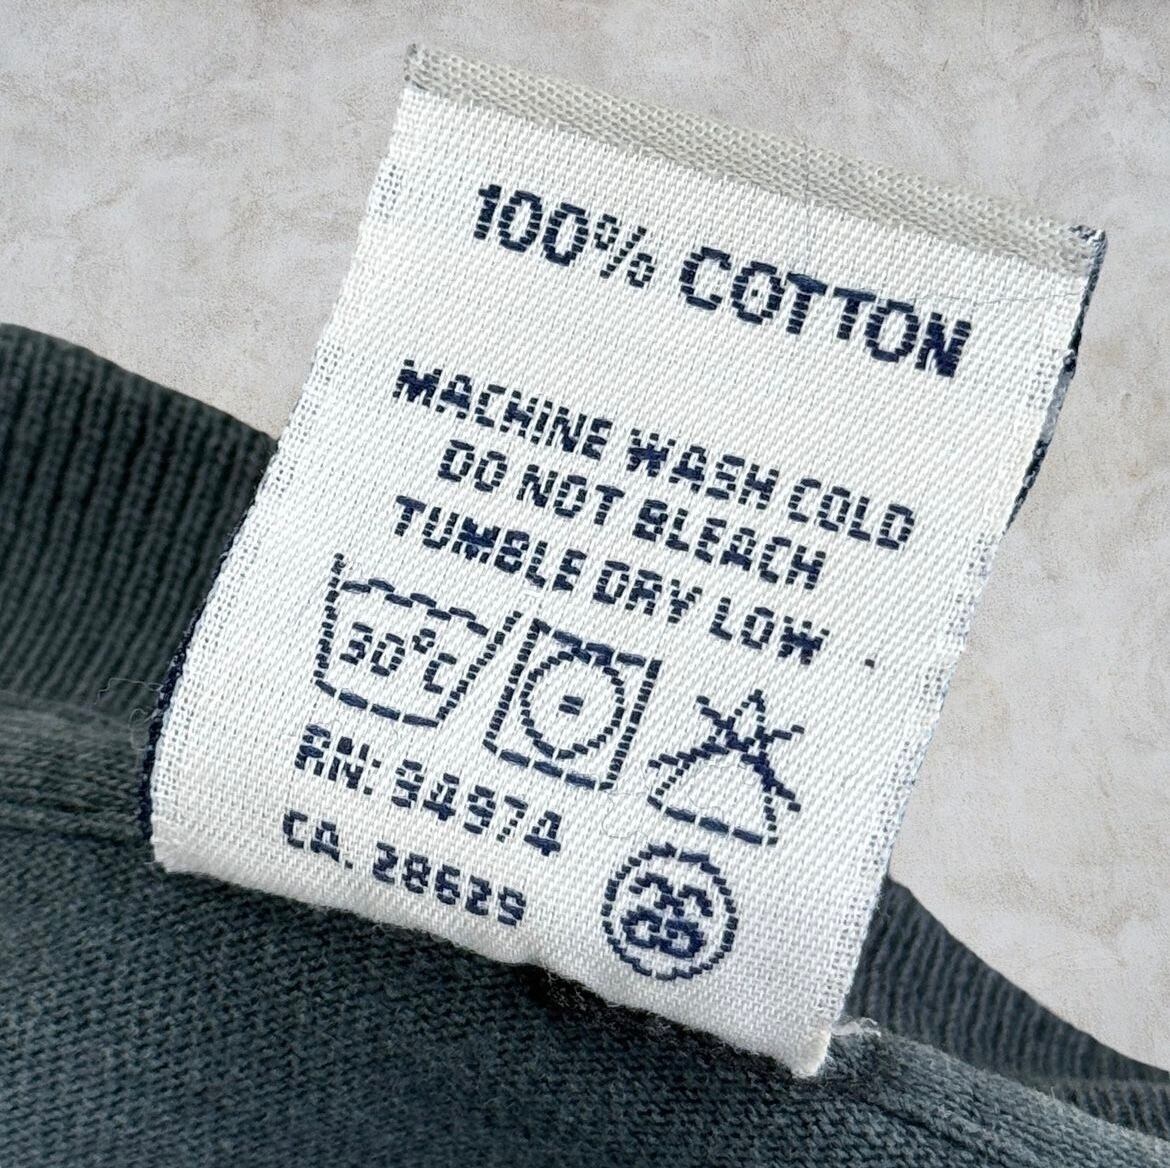 100% COTTON
MACHINE WASH COLD
DO NOT BLEACH
TUMBLE DRY LOW
30°C
RN: 94974
CA. 28629